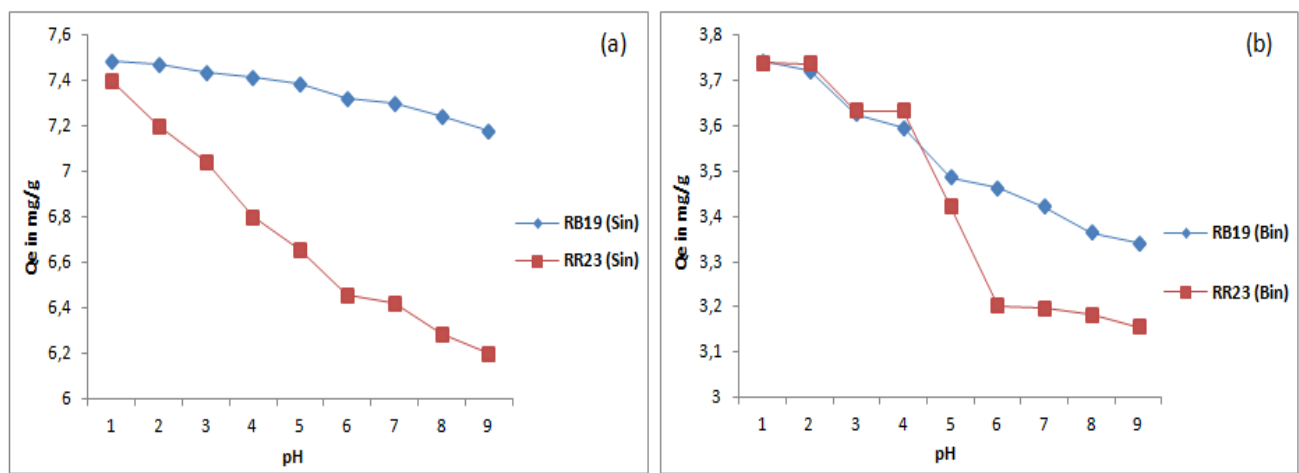 (a)
7,6
7,4
7,2
7
6,8
6,6
6,4
6,2
6
Qe in mg/g
1 2 3 4 5 6 7 8 9
pH
RB19 (Sin)
RR23 (Sin)
(b)
3,8
3,7
3,6
3,5
3,4
3,3
3,2
3,1
3
Qe in mg/g
1 2 3 4 5 6 7 8 9
pH
RB19 (Bin)
RR23 (Bin)